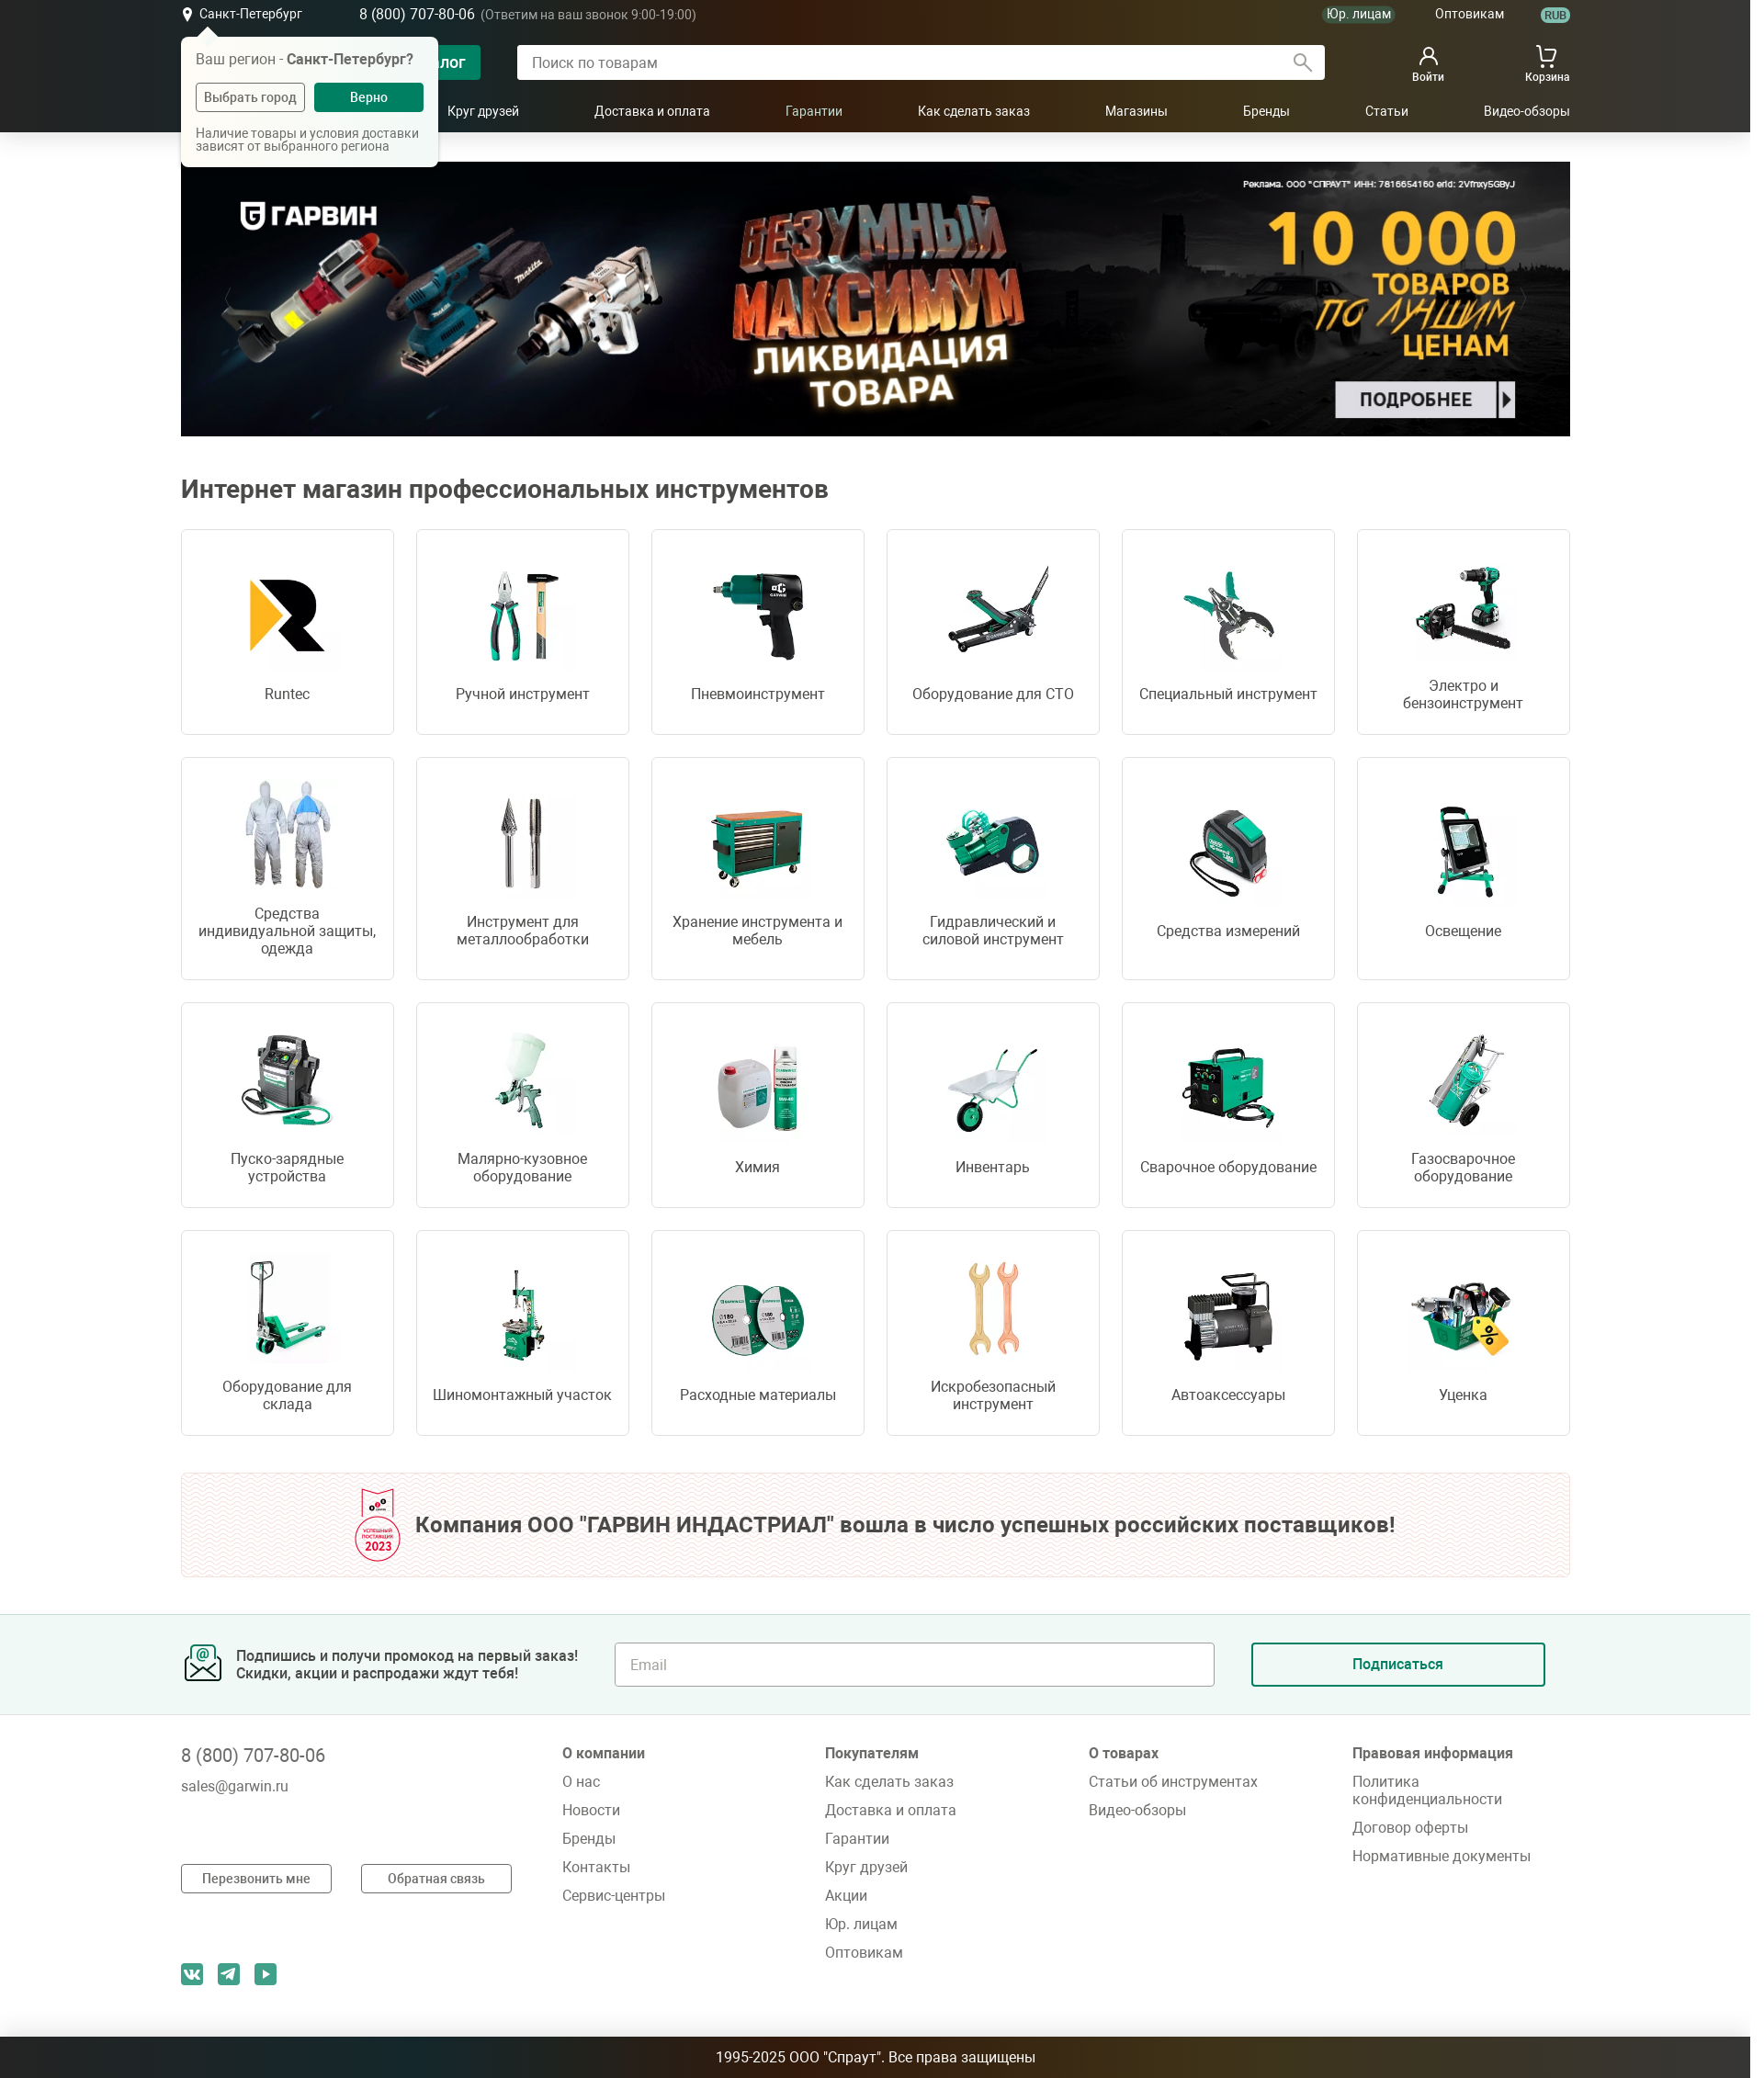 Санкт-Петербург
8 (800) 707-80-06 (Ответим на ваш звонок 9:00-19:00)
Юр. лицам
Оптовикам
RUB
Ваш регион - Санкт-Петербург?
Выбрать город
Верно
Наличие товары и условия доставки
зависят от выбранного региона
Поиск по товарам
Войти
Корзина
Круг друзей
Доставка и оплата
Гарантии
Как сделать заказ
Магазины
Бренды
Статьи
Видео-обзоры
Реклама. ООО "СПРАУТ" ИНН: 7816654160 erid: 2VfnxySGByJ
ГАРВИН
makita
БЕЗУМНЫЙ
МАКСИМУМ
ЛИКВИДАЦИЯ
ТОВАРА
10 000
ТОВАРОВ
ПО ЛУЧШИМ
ЦЕНАМ
ПОДРОБНЕЕ
Интернет магазин профессиональных инструментов
Runtec
Ручной инструмент
Пневмоинструмент
Оборудование для СТО
Специальный инструмент
Электро и
бензоинструмент
Средства
индивидуальной защиты,
одежда
Инструмент для
металлообработки
Хранение инструмента и
мебель
Гидравлический и
силовой инструмент
Средства измерений
Освещение
Пуско-зарядные
устройства
Малярно-кузовное
оборудование
Химия
Инвентарь
Сварочное оборудование
Газосварочное
оборудование
Оборудование для
склада
Шиномонтажный участок
Расходные материалы
Искробезопасный
инструмент
Автоаксессуары
Уценка
УСПЕШНЫЙ
ПОСТАВЩИК
2023
Компания ООО "ГАРВИН ИНДАСТРИАЛ" вошла в число успешных российских поставщиков!
Подпишись и получи промокод на первый заказ!
Скидки, акции и распродажи ждут тебя!
Email
Подписаться
8 (800) 707-80-06
sales@garwin.ru
Перезвонить мне
Обратная связь
О компании
О нас
Новости
Бренды
Контакты
Сервис-центры
Покупателям
Как сделать заказ
Доставка и оплата
Гарантии
Круг друзей
Акции
Юр. лицам
Оптовикам
О товарах
Статьи об инструментах
Видео-обзоры
Правовая информация
Политика
конфиденциальности
Договор оферты
Нормативные документы
1995-2025 ООО "Спраут". Все права защищены